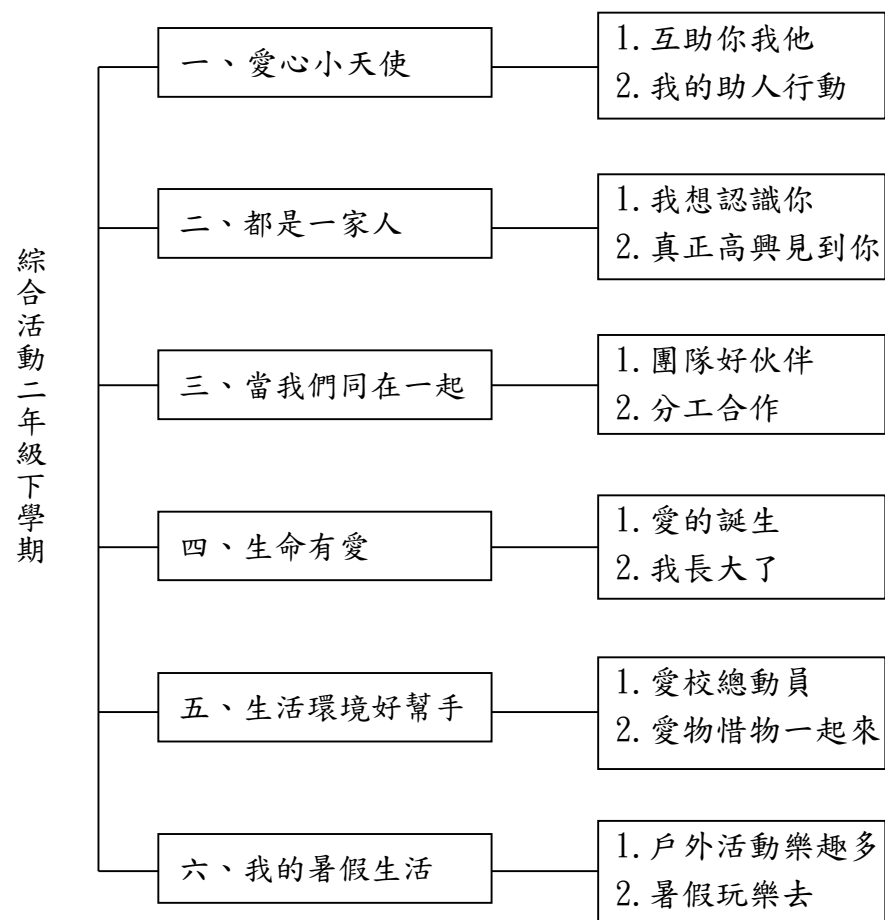 綜合活動二年級下學期
一、愛心小天使
1.互助你我他
2.我的助人行動
二、都是一家人
1.我想認識你
2.真正高興見到你
三、當我們同在一起
1.團隊好伙伴
2.分工合作
四、生命有愛
1.愛的誕生
2.我長大了
五、生活環境好幫手
1.愛校總動員
2.愛物惜物一起來
六、我的暑假生活
1.戶外活動樂趣多
2.暑假玩樂去